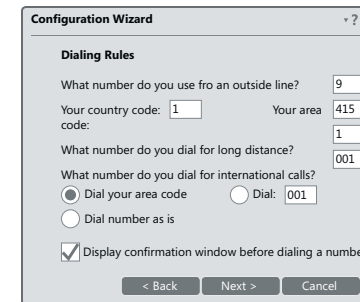 Configuration Wizard ?
Dialing Rules
What number do you use fro an outside line? 9
Your country code: 1 Your area 415
code:
1
What number do you dial for long distance?
001
What number do you dial for international calls?
Dial your area code Dial: 001
Dial number as is
Display confirmation window before dialing a numbe
< Back Next > Cancel